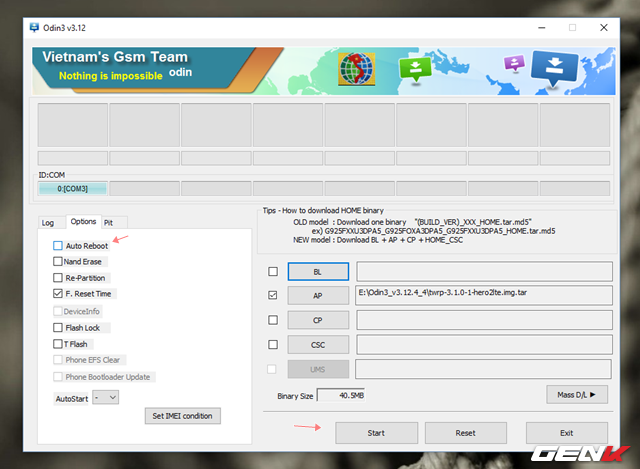 Odin3 v3.12
Vietnam's Gsm Team
Nothing is impossible odin
ID:COM
0:[COM3]
Log Options Pit
Auto Reboot
Nand Erase
Re-Partition
F. Reset Time
DeviceInfo
Flash Lock
T Flash
Phone EFS Clear
Phone Bootloader Update
AutoStart -
Set IMEI condition
Tips - How to download HOME binary
OLD model : Download one binary "(BUILD_VER)_XXX_HOME.tar.md5"
ex) G925FXXU3DPA5_G925FOXA3DPA5_G925FXXU3DPA5_HOME.tar.md5
NEW model : Download BL + AP + CP + HOME_CSC
BL
AP E:\Odin3_v3.12.4_4\twrp-3.1.0-1-hero2lte.img.tar
CP
CSC
UMS
Binary Size 40.5MB
Mass D/L ►
Start Reset Exit
GENK